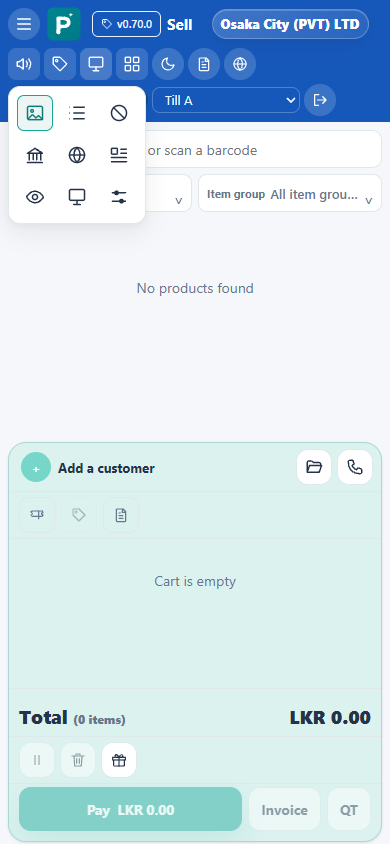 P+
v0.70.0
Sell
Osaka City (PVT) LTD
Till A
or scan a barcode
Item group All item grou...
No products found
+ Add a customer
Cart is empty
Total (0 items) LKR 0.00
Pay LKR 0.00
Invoice
QT